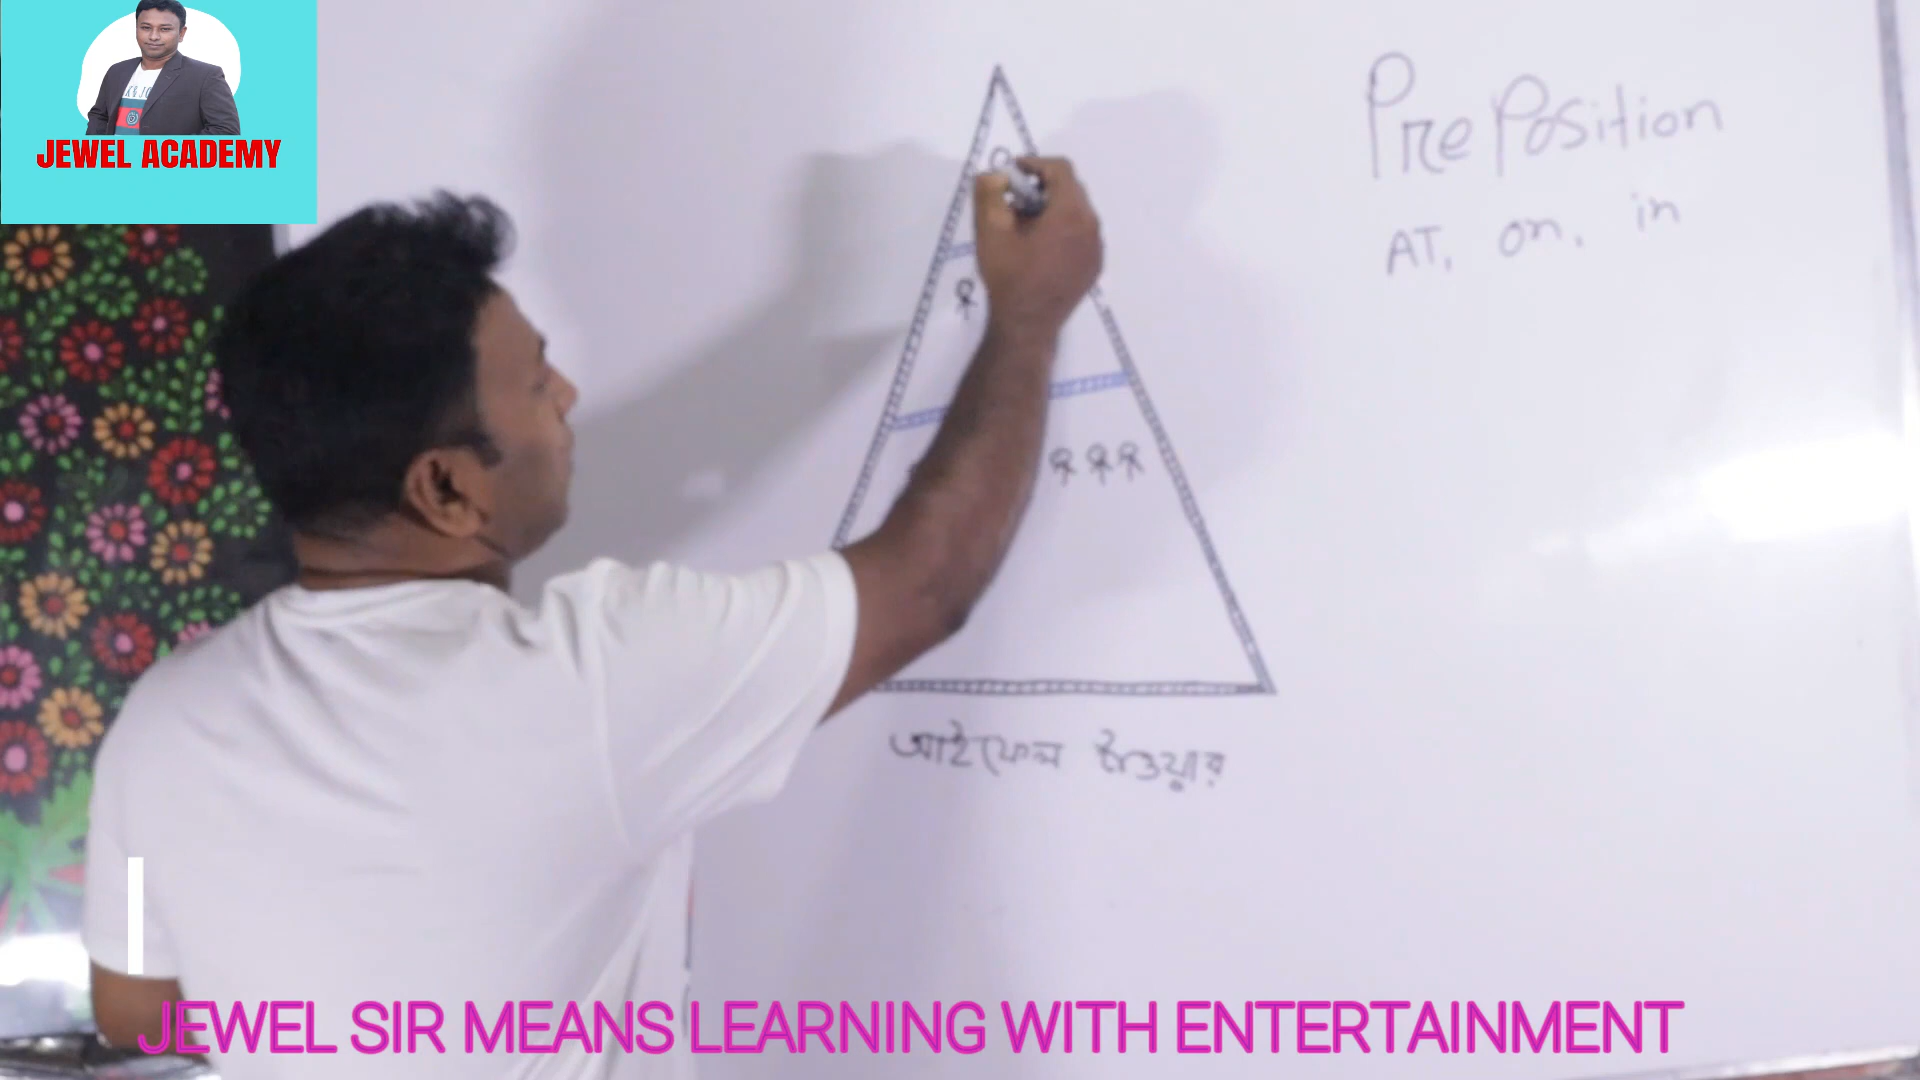 JEWEL ACADEMY
PrePosition
AT, on, in
আইফেল টাওয়ার
JEWEL SIR MEANS LEARNING WITH ENTERTAINMENT